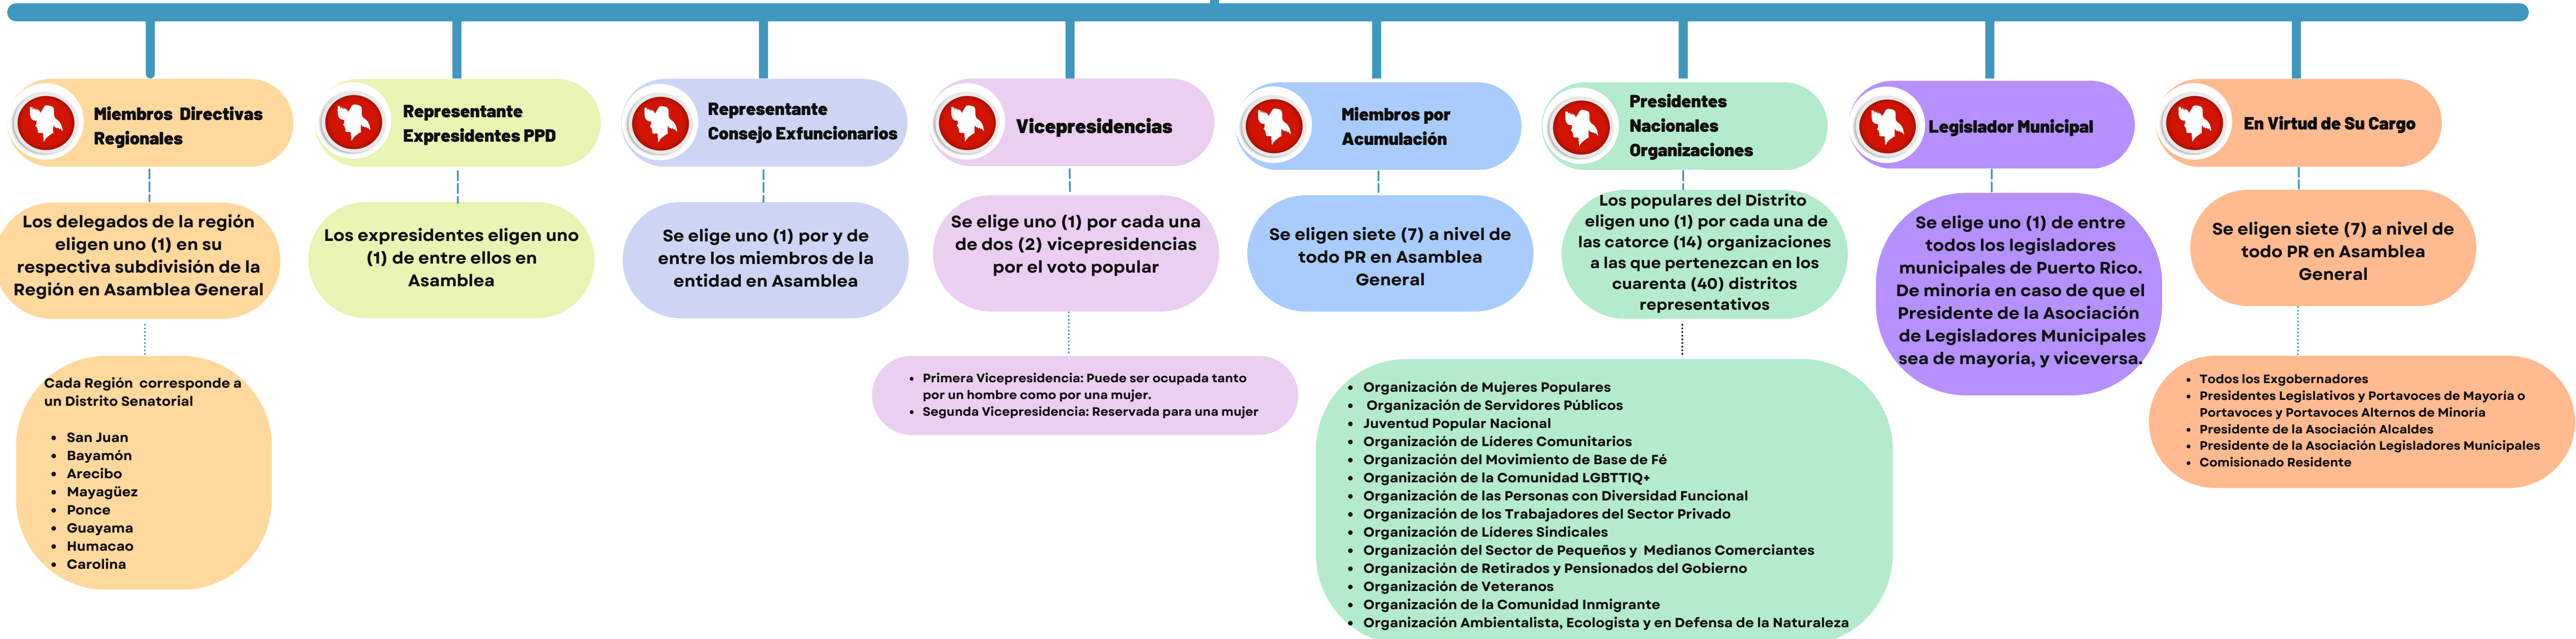 Miembros Directivas
Regionales
Los delegados de la región
eligen uno (1) en su
respectiva subdivisión de la
Región en Asamblea General
Cada Región corresponde a
un Distrito Senatorial
• San Juan
• Bayamón
• Arecibo
• Mayagüez
• Ponce
• Guayama
• Humacao
• Carolina
Representante
Expresidentes PPD
Los expresidentes eligen uno
(1) de entre ellos en
Asamblea
Representante
Consejo Exfuncionarios
Se elige uno (1) por y de
entre los miembros de la
entidad en Asamblea
Vicepresidencias
Se elige uno (1) por cada una
de dos (2) vicepresidencias
por el voto popular
• Primera Vicepresidencia: Puede ser ocupada tanto
por un hombre como por una mujer.
• Segunda Vicepresidencia: Reservada para una mujer
Miembros por
Acumulación
Se eligen siete (7) a nivel de
todo PR en Asamblea
General
Presidentes
Nacionales
Organizaciones
Los populares del Distrito
eligen uno (1) por cada una de
las catorce (14) organizaciones
a las que pertenezcan en los
cuarenta (40) distritos
representativos
• Organización de Mujeres Populares
• Organización de Servidores Públicos
• Juventud Popular Nacional
• Organización de Líderes Comunitarios
• Organización del Movimiento de Base de Fé
• Organización de la Comunidad LGBTTIQ+
• Organización de las Personas con Diversidad Funcional
• Organización de los Trabajadores del Sector Privado
• Organización de Líderes Sindicales
• Organización del Sector de Pequeños y Medianos Comerciantes
• Organización de Retirados y Pensionados del Gobierno
• Organización de Veteranos
• Organización de la Comunidad Inmigrante
• Organización Ambientalista, Ecologista y en Defensa de la Naturaleza
Legislador Municipal
Se elige uno (1) de entre
todos los legisladores
municipales de Puerto Rico.
De minoría en caso de que el
Presidente de la Asociación
de Legisladores Municipales
sea de mayoría, y viceversa.
En Virtud de Su Cargo
Se eligen siete (7) a nivel de
todo PR en Asamblea
General
• Todos los Exgobernadores
• Presidentes Legislativos y Portavoces de Mayoría o
Portavoces y Portavoces Alternos de Minoría
• Presidente de la Asociación Alcaldes
• Presidente de la Asociación Legisladores Municipales
• Comisionado Residente